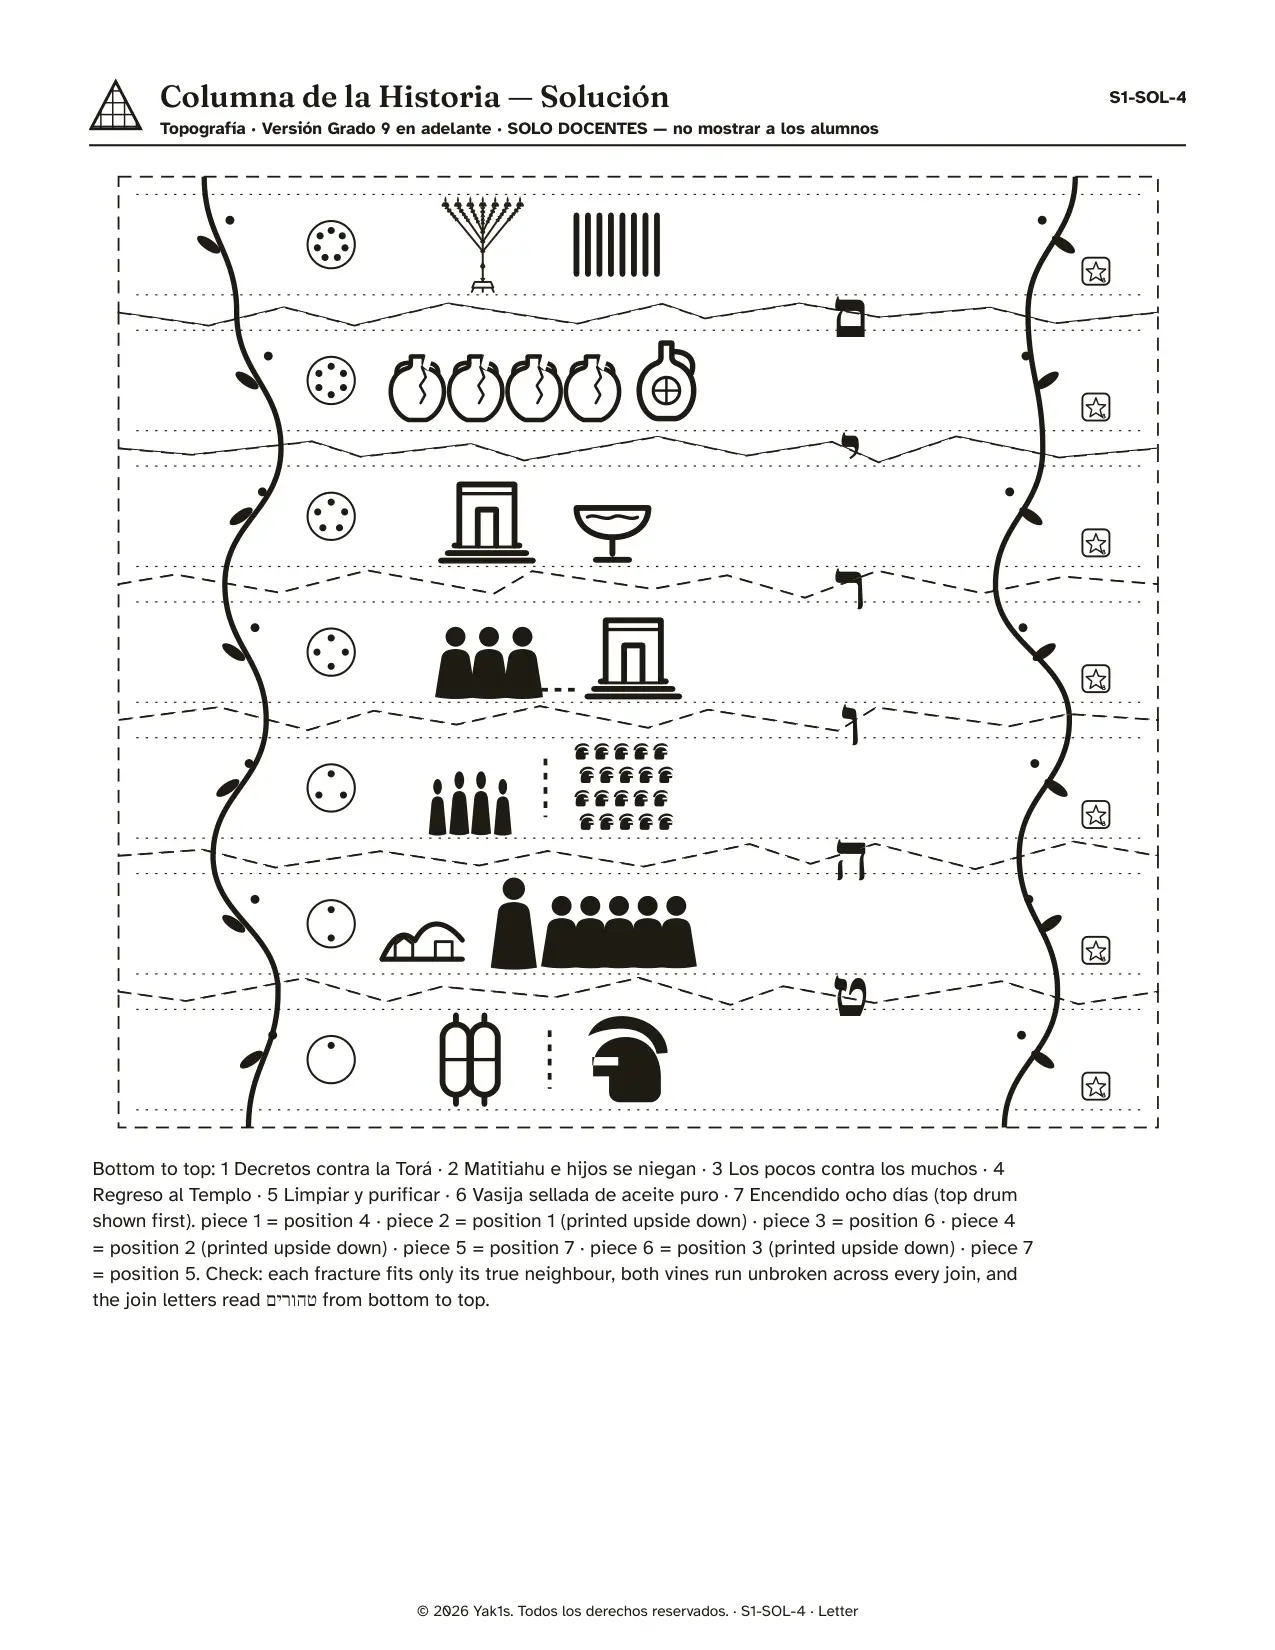 Columna de la Historia — Solución
S1-SOL-4
Topografía · Versión Grado 9 en adelante · SOLO DOCENTES — no mostrar a los alumnos
ם
י
ר
ו
ה
ט
Bottom to top: 1 Decretos contra la Torá · 2 Matitiahu e hijos se niegan · 3 Los pocos contra los muchos · 4
Regreso al Templo · 5 Limpiar y purificar · 6 Vasija sellada de aceite puro · 7 Encendido ocho días (top drum
shown first). piece 1 = position 4 · piece 2 = position 1 (printed upside down) · piece 3 = position 6 · piece 4
= position 2 (printed upside down) · piece 5 = position 7 · piece 6 = position 3 (printed upside down) · piece 7
= position 5. Check: each fracture fits only its true neighbour, both vines run unbroken across every join, and
the join letters read טהורים from bottom to top.
© 2026 Yak1s. Todos los derechos reservados. · S1-SOL-4 · Letter